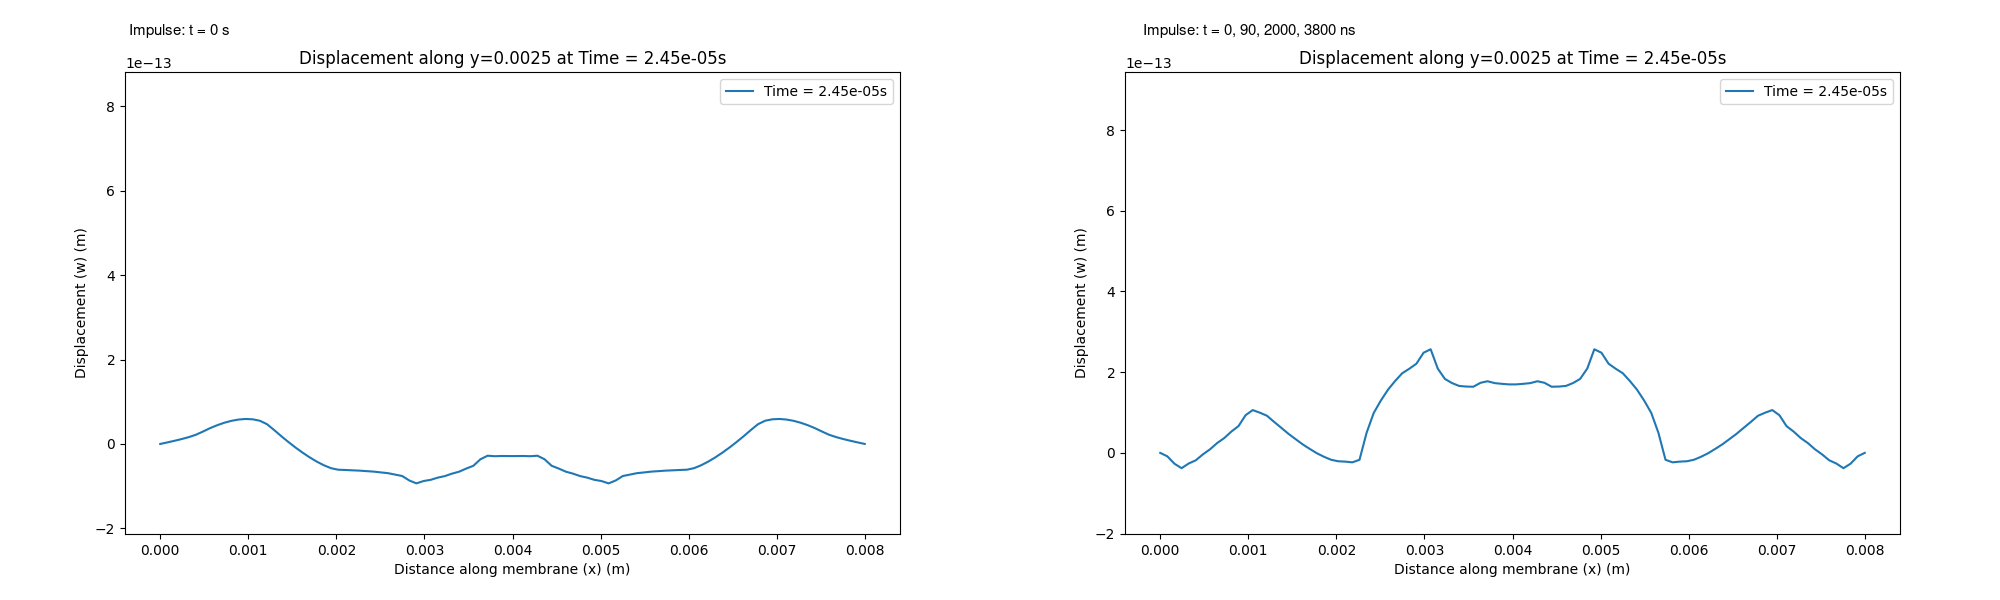 Impulse: t = 0 s
Displacement along y=0.0025 at Time = 2.45e-05s
1e−13
Time = 2.45e-05s
8
6
4
2
0
−2
Displacement (w) (m)
0.000 0.001 0.002 0.003 0.004 0.005 0.006 0.007 0.008
Distance along membrane (x) (m)
Impulse: t = 0, 90, 2000, 3800 ns
Displacement along y=0.0025 at Time = 2.45e-05s
1e−13
Time = 2.45e-05s
8
6
4
2
0
−2
Displacement (w) (m)
0.000 0.001 0.002 0.003 0.004 0.005 0.006 0.007 0.008
Distance along membrane (x) (m)